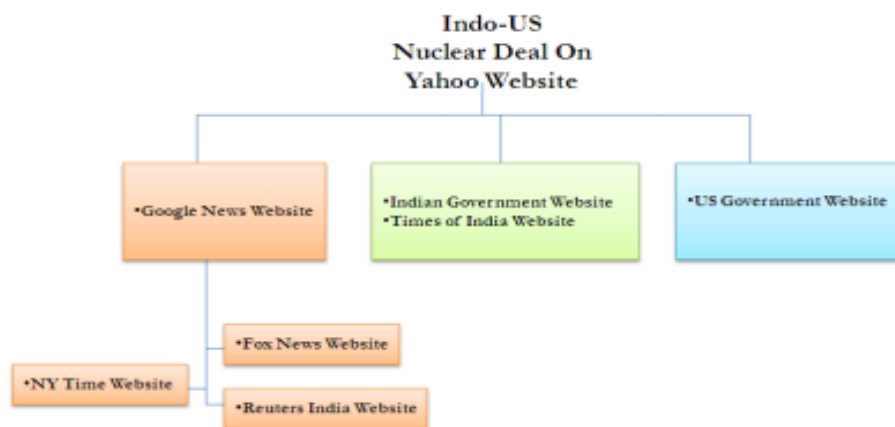 Indo-US
Nuclear Deal On
Yahoo Website
•Google News Website
•Indian Government Website
•Times of India Website
•US Government Website
•Fox News Website
•NY Time Website
•Reuters India Website